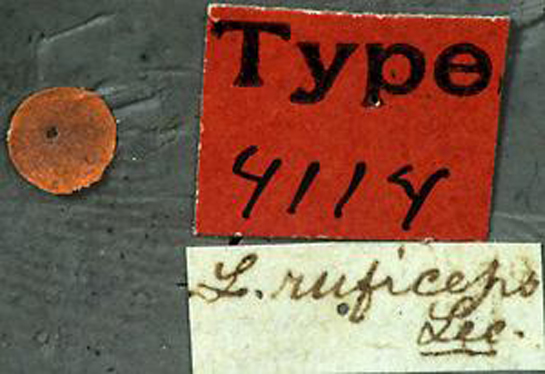 Type
4114
L. ruficeps
Lec.